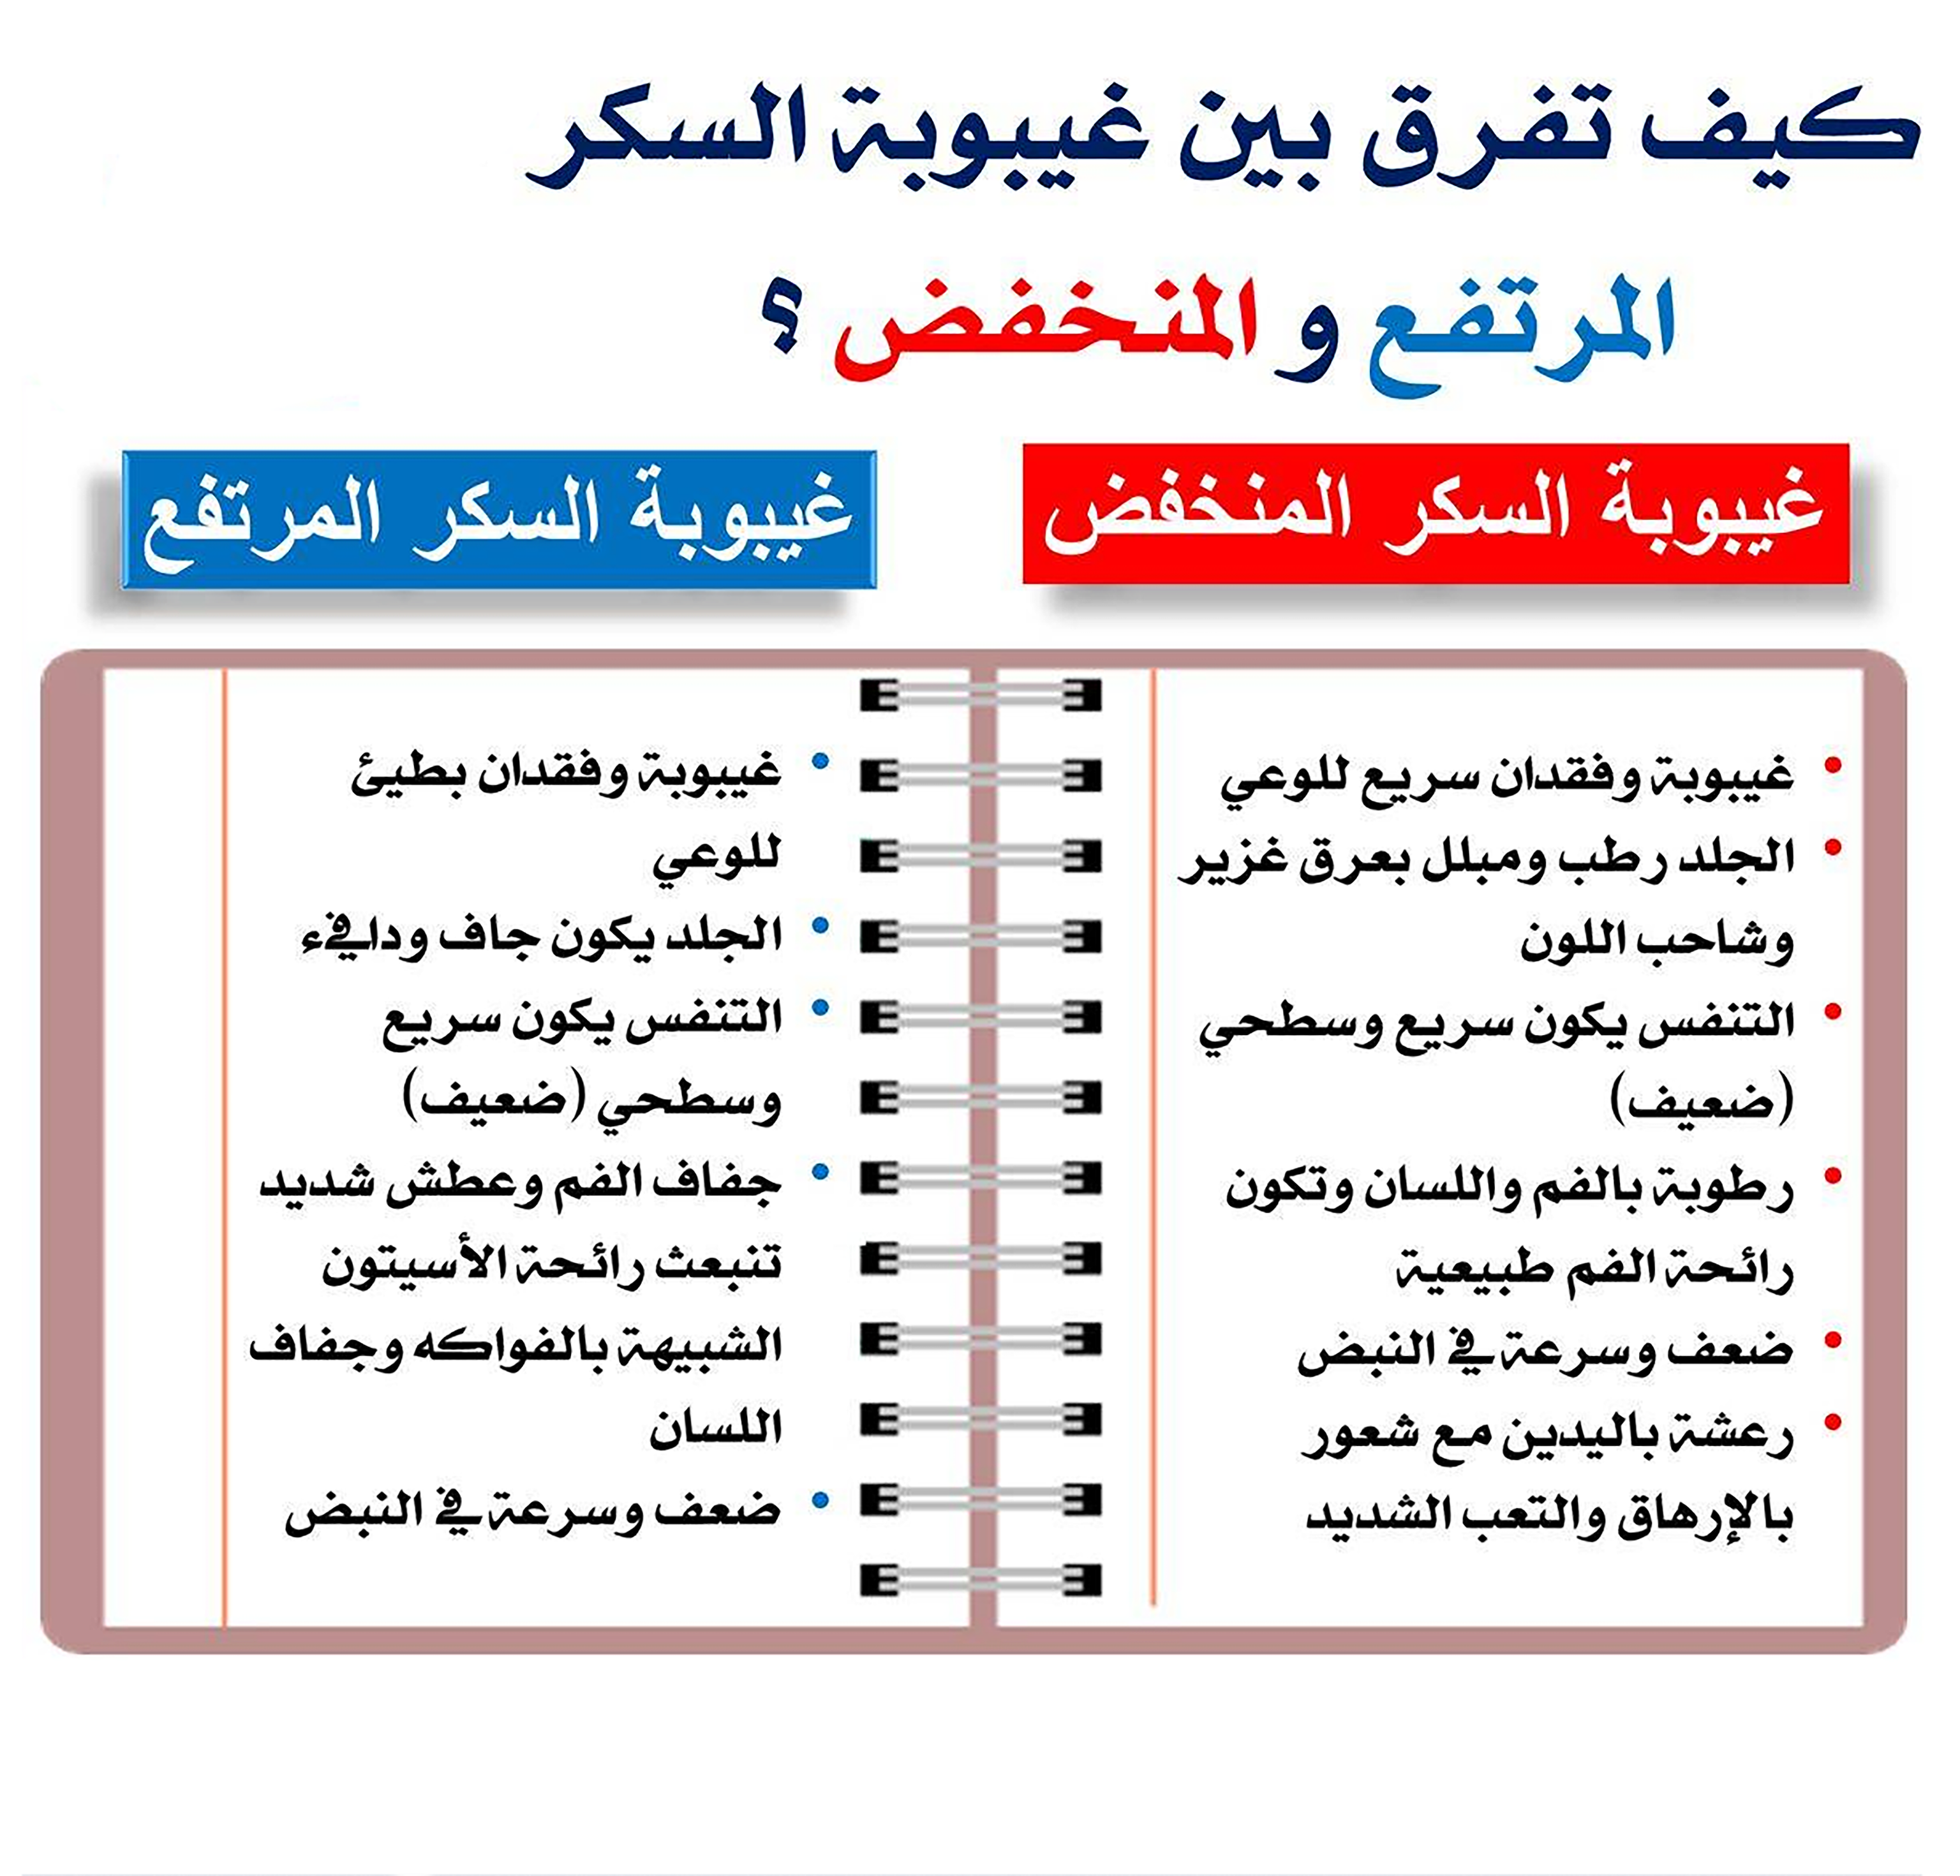 كيف تفرق بين غيبوبة السكر
المرتفع و المنخفض ؟
غيبوبة السكر المنخفض
• غيبوبة وفقدان سريع للوعي
• الجلد رطب ومبلل بعرق غزير
وشاحب اللون
• التنفس يكون سريع وسطحي
(ضعيف)
• رطوبة بالفم واللسان وتكون
رائحة الفم طبيعية
• ضعف وسرعة في النبض
• رعشة باليدين مع شعور
بالإرهاق والتعب الشديد
غيبوبة السكر المرتفع
• غيبوبة وفقدان بطيئ
للوعي
• الجلد يكون جاف ودافيء
• التنفس يكون سريع
وسطحي (ضعيف)
• جفاف الفم وعطش شديد
تنبعث رائحة الأسيتون
الشبيهة بالفواكه وجفاف
اللسان
• ضعف وسرعة في النبض